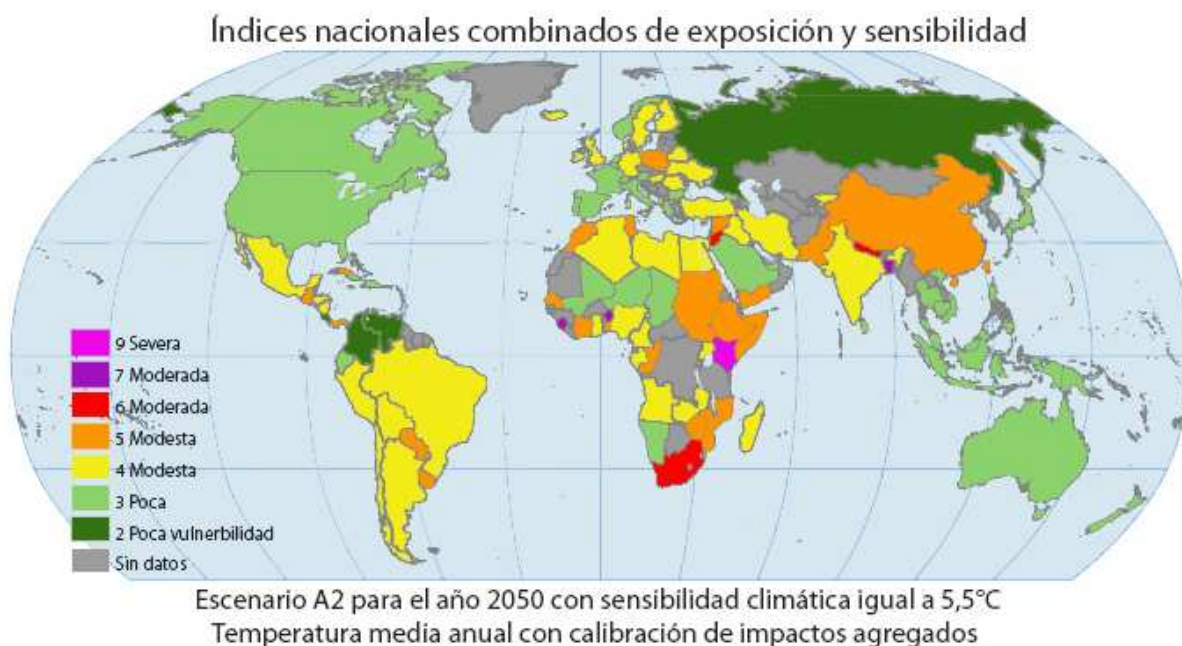 Índices nacionales combinados de exposición y sensibilidad
9 Severa
7 Moderada
6 Moderada
5 Modesta
4 Modesta
3 Poca
2 Poca vulnerbilidad
Sin datos
Escenario A2 para el año 2050 con sensibilidad climática igual a 5,5°C
Temperatura media anual con calibración de impactos agregados